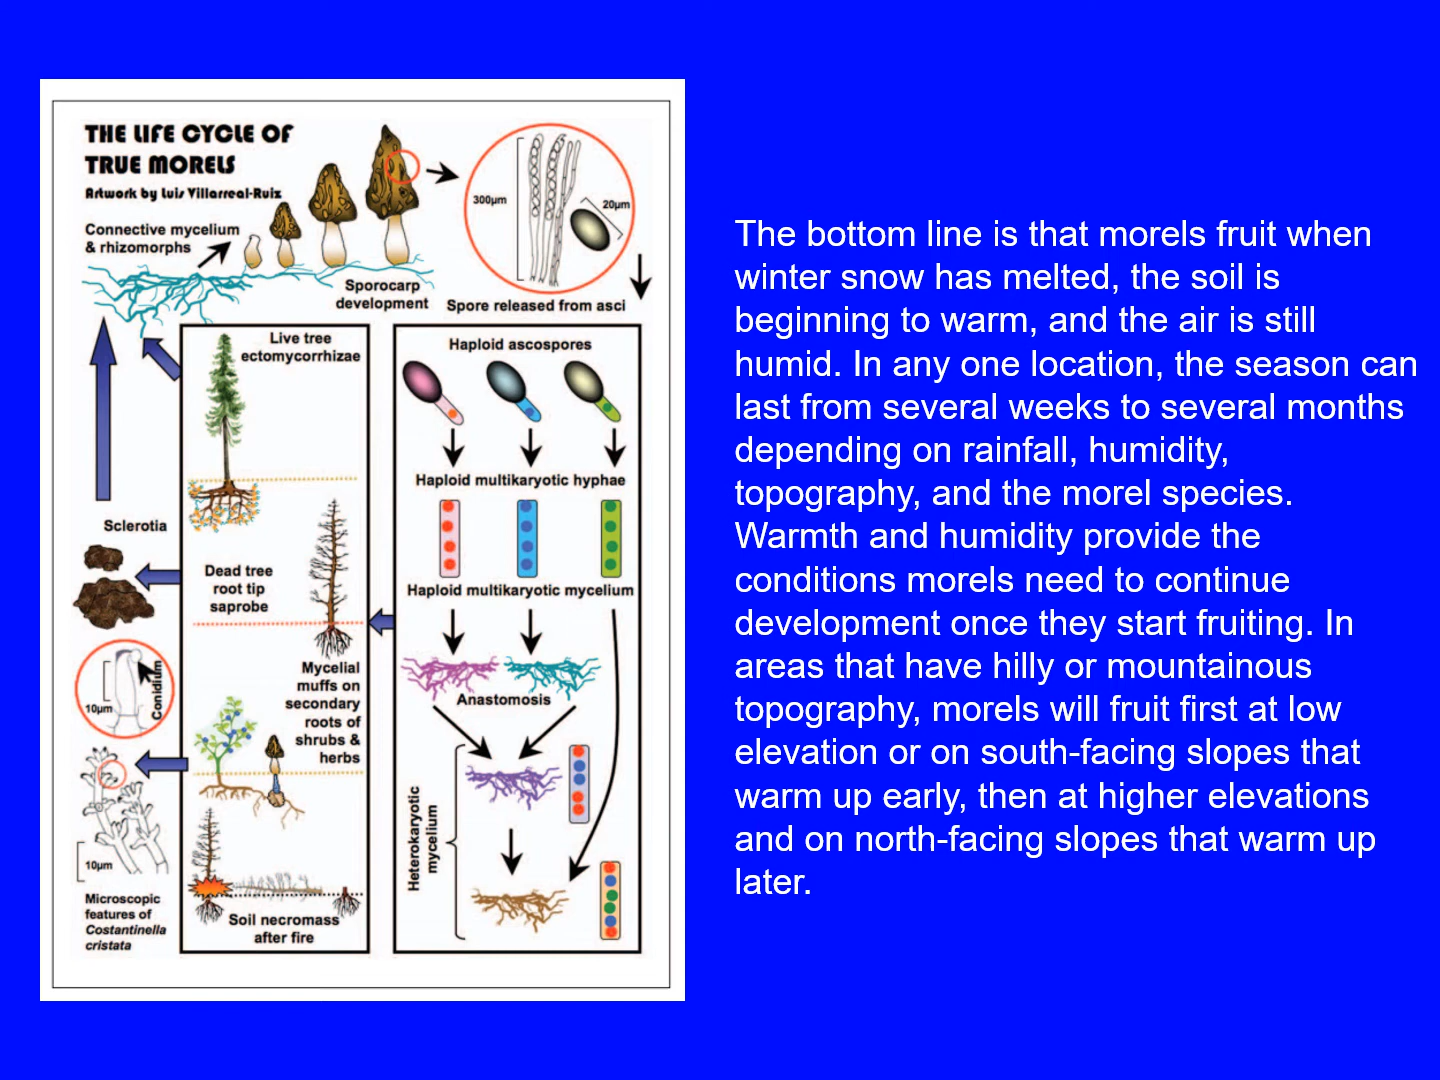 THE LIFE CYCLE OF
TRUE MORELS
Artwork by Luis Villarreal-Ruiz
Connective mycelium
& rhizomorphs
300µm
20µm
Sporocarp
development
Spore released from asci
Live tree
ectomycorrhizae
Sclerotia
Dead tree
root tip
saprobe
Mycelial
muffs on
secondary
roots of
shrubs &
herbs
Soil necromass
after fire
10µm
Conidium
10µm
Microscopic
features of
Costantinella
cristata
Haploid ascospores
Haploid multikaryotic hyphae
Haploid multikaryotic mycelium
Anastomosis
Heterokaryotic
mycelium
The bottom line is that morels fruit when
winter snow has melted, the soil is
beginning to warm, and the air is still
humid. In any one location, the season can
last from several weeks to several months
depending on rainfall, humidity,
topography, and the morel species.
Warmth and humidity provide the
conditions morels need to continue
development once they start fruiting. In
areas that have hilly or mountainous
topography, morels will fruit first at low
elevation or on south-facing slopes that
warm up early, then at higher elevations
and on north-facing slopes that warm up
later.